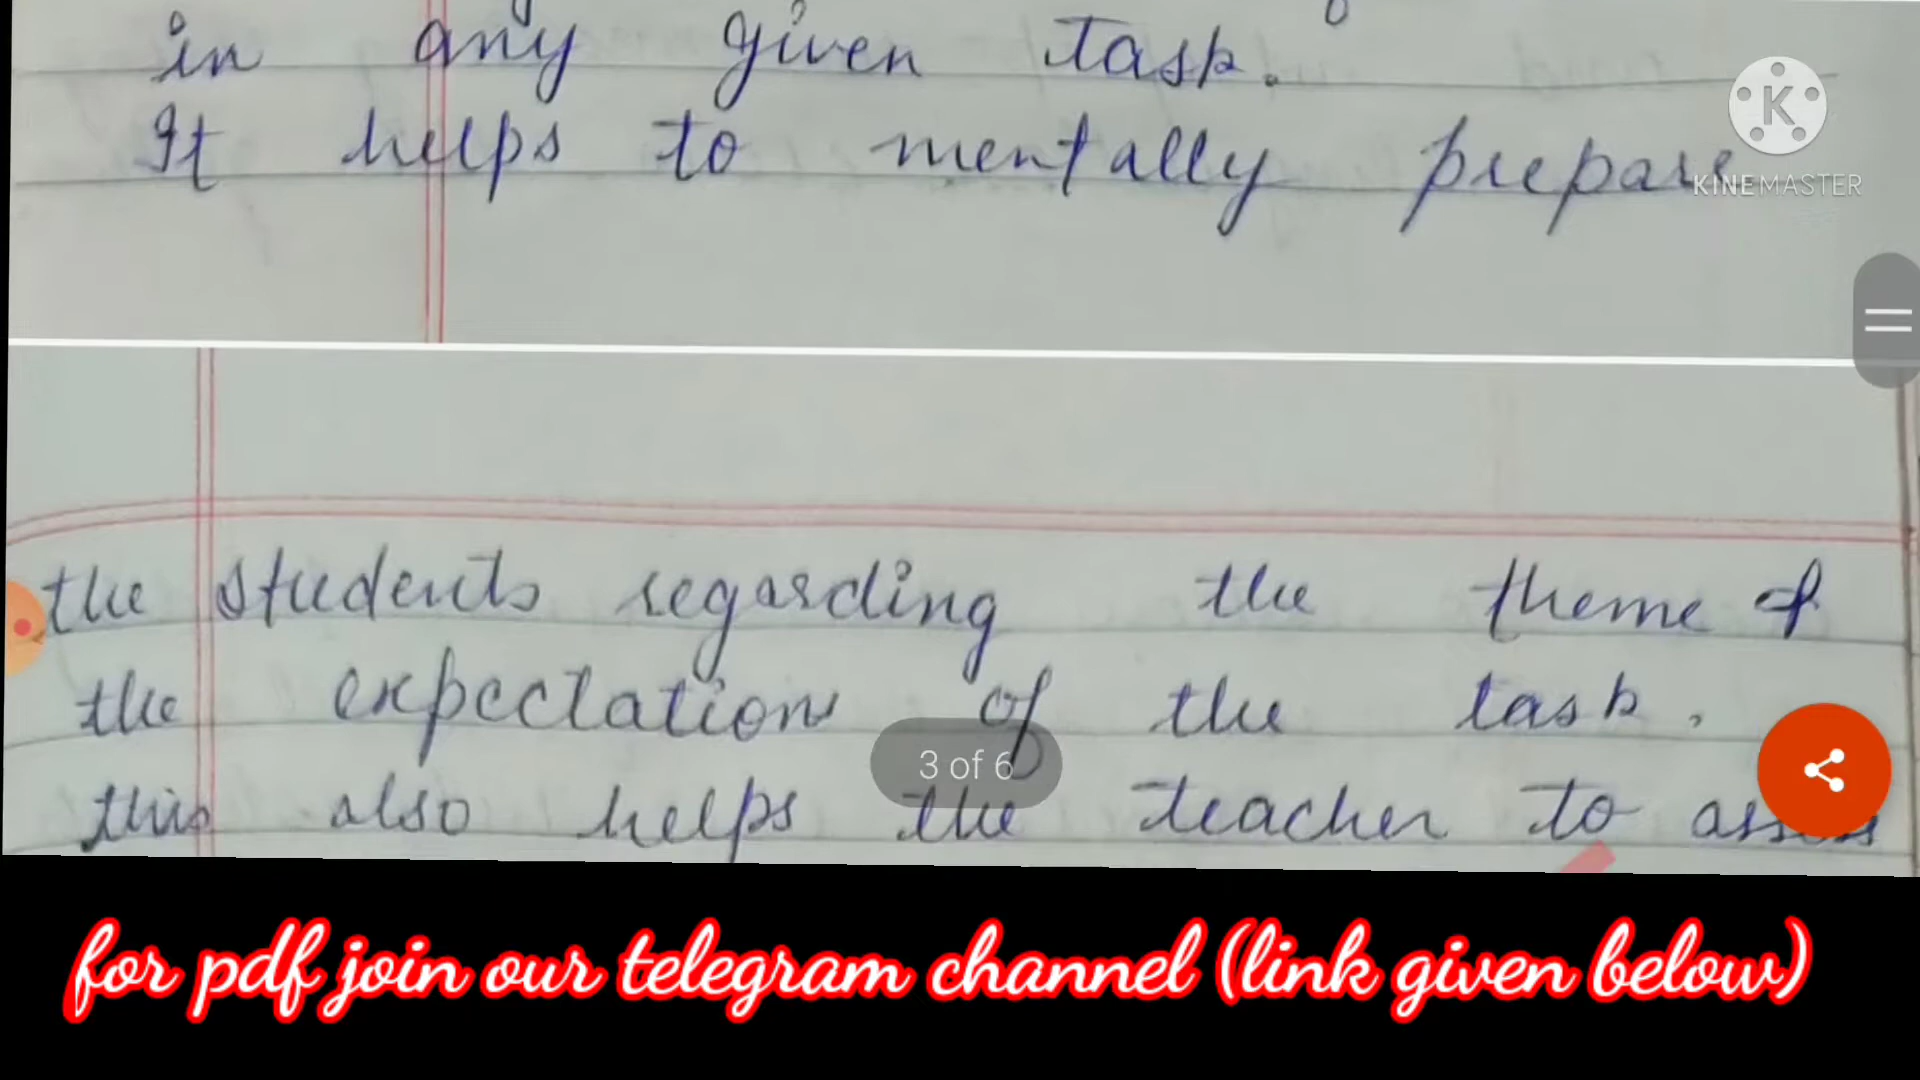 in any given task.
It helps to mentally prepare
K
KINEMASTER
the students regarding the theme of
the expectations of the task.
3 of 6
this also helps the teacher to assess
for pdf join our telegram channel (link given below)